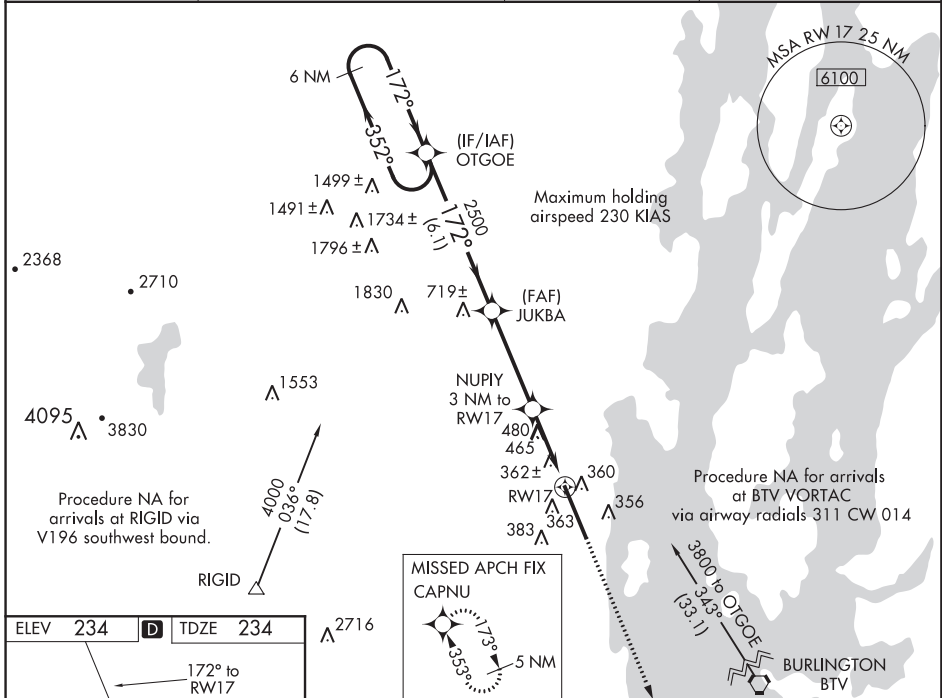 MSA RW 17 25 NM
6100
6 NM
172°
352°
(IF/IAF)
OTGOE
1499 ±
1491 ±
1734 ±
1796 ±
2500
172°
(6.1)
Maximum holding
airspeed 230 KIAS
2368
2710
1830
719 ±
(FAF)
JUKBA
1553
NUPIY
3 NM to
RW17
4095
3830
480
465
362 ±
360
RW17
363
356
383
4000
036°
(17.8)
Procedure NA for
arrivals at RIGID via
V196 southwest bound.
Procedure NA for arrivals
at BTV VORTAC
via airway radials 311 CW 014
RIGID
MISSED APCH FIX
CAPNU
173°
353°
5 NM
3800 to OTGOE
343°
(33.1)
BURLINGTON
BTV
ELEV 234 D TDZE 234
2716
172° to
RW17